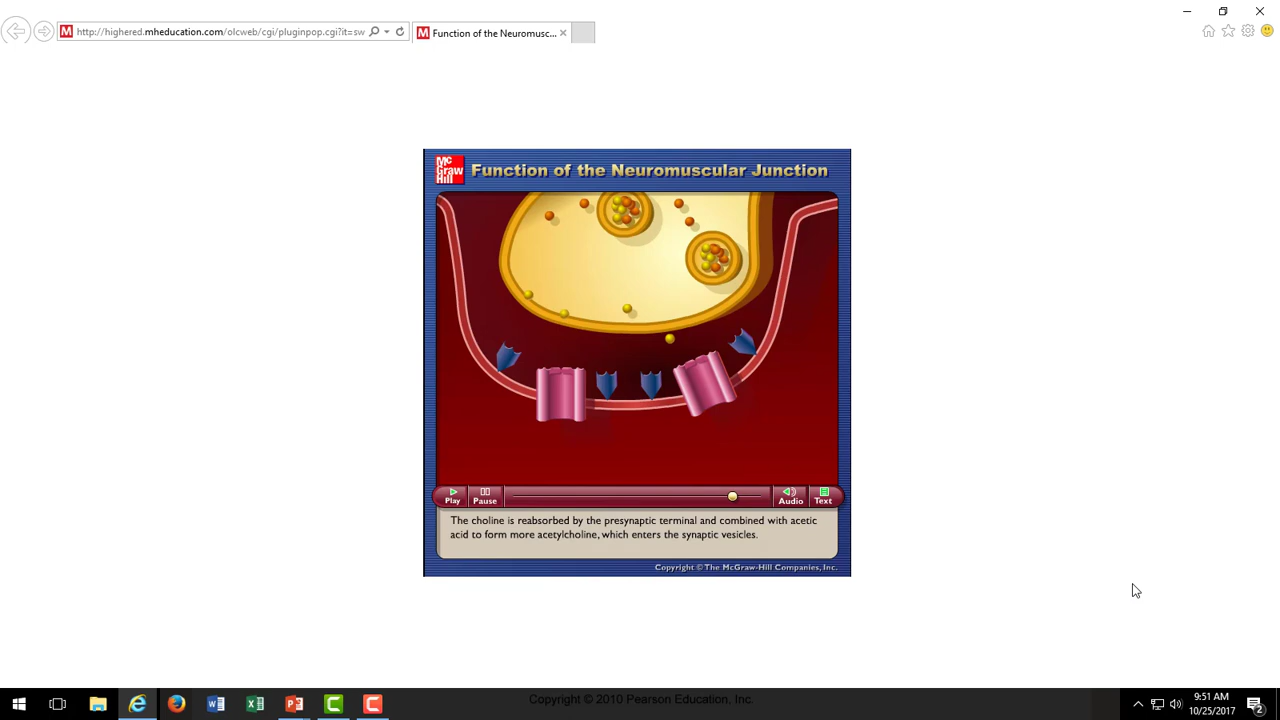 http://highered.mheducation.com/olcweb/cgi/pluginpop.cgi?it=sw
M Function of the Neuromusc...
Mc
Graw
Hill
Function of the Neuromuscular Junction
Play
Pause
Audio
Text
The choline is reabsorbed by the presynaptic terminal and combined with acetic
acid to form more acetylcholine, which enters the synaptic vesicles.
Copyright © The McGraw-Hill Companies, Inc.
Copyright © 2010 Pearson Education, Inc.
9:51 AM
10/25/2017
2